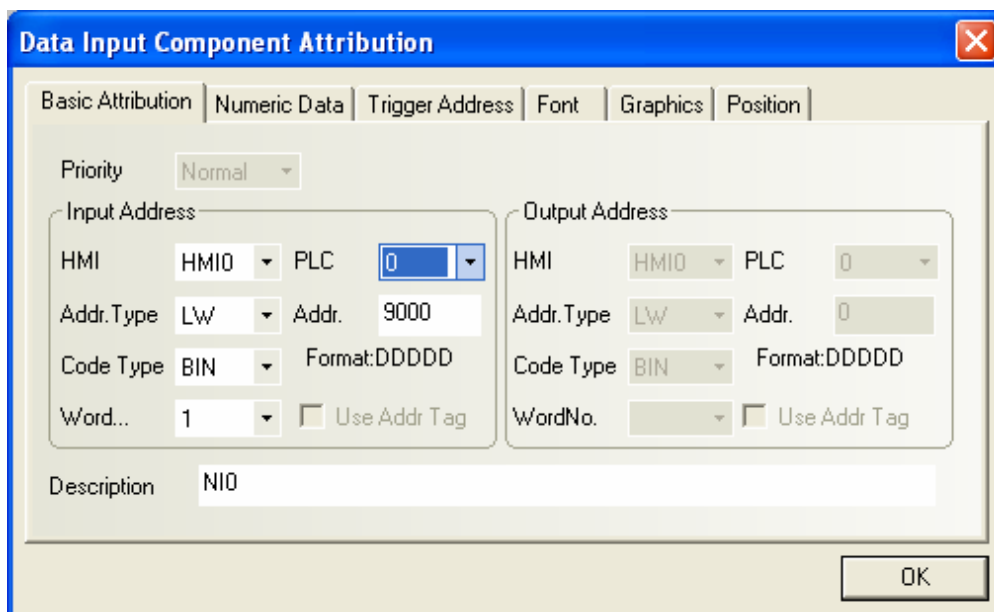 Data Input Component Attribution
Basic Attribution Numeric Data Trigger Address Font Graphics Position
Priority Normal
Input Address
HMI HMI0 PLC 0
Addr.Type LW Addr. 9000
Code Type BIN Format:DDDDD
Word... 1 Use Addr Tag
Output Address
HMI HMI0 PLC 0
Addr.Type LW Addr. 0
Code Type BIN Format:DDDDD
WordNo. Use Addr Tag
Description NI0
OK